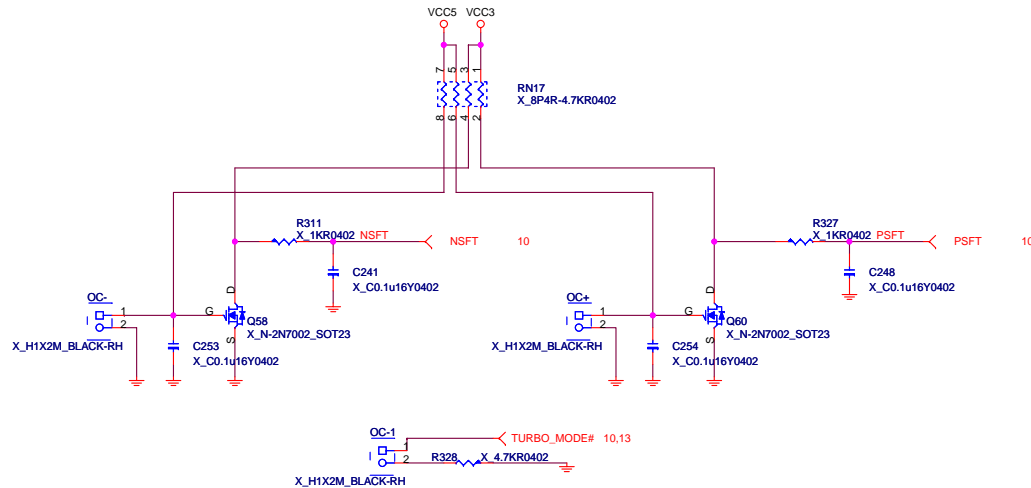 VCC5 VCC3
7 5 3 1
RN17
X_8P4R-4.7KR0402
8 6 4 2
R311
X_1KR0402 NSFT
NSFT 10
R327
X_1KR0402 PSFT
PSFT 10
C241
X_C0.1u16Y0402
C248
X_C0.1u16Y0402
OC-
1
2
X_H1X2M_BLACK-RH
D
G
S
Q58
X_N-2N7002_SOT23
C253
X_C0.1u16Y0402
OC+
1
2
X_H1X2M_BLACK-RH
D
G
S
Q60
X_N-2N7002_SOT23
C254
X_C0.1u16Y0402
OC-1
1
2
TURBO_MODE# 10,13
R328 X_4.7KR0402
X_H1X2M_BLACK-RH